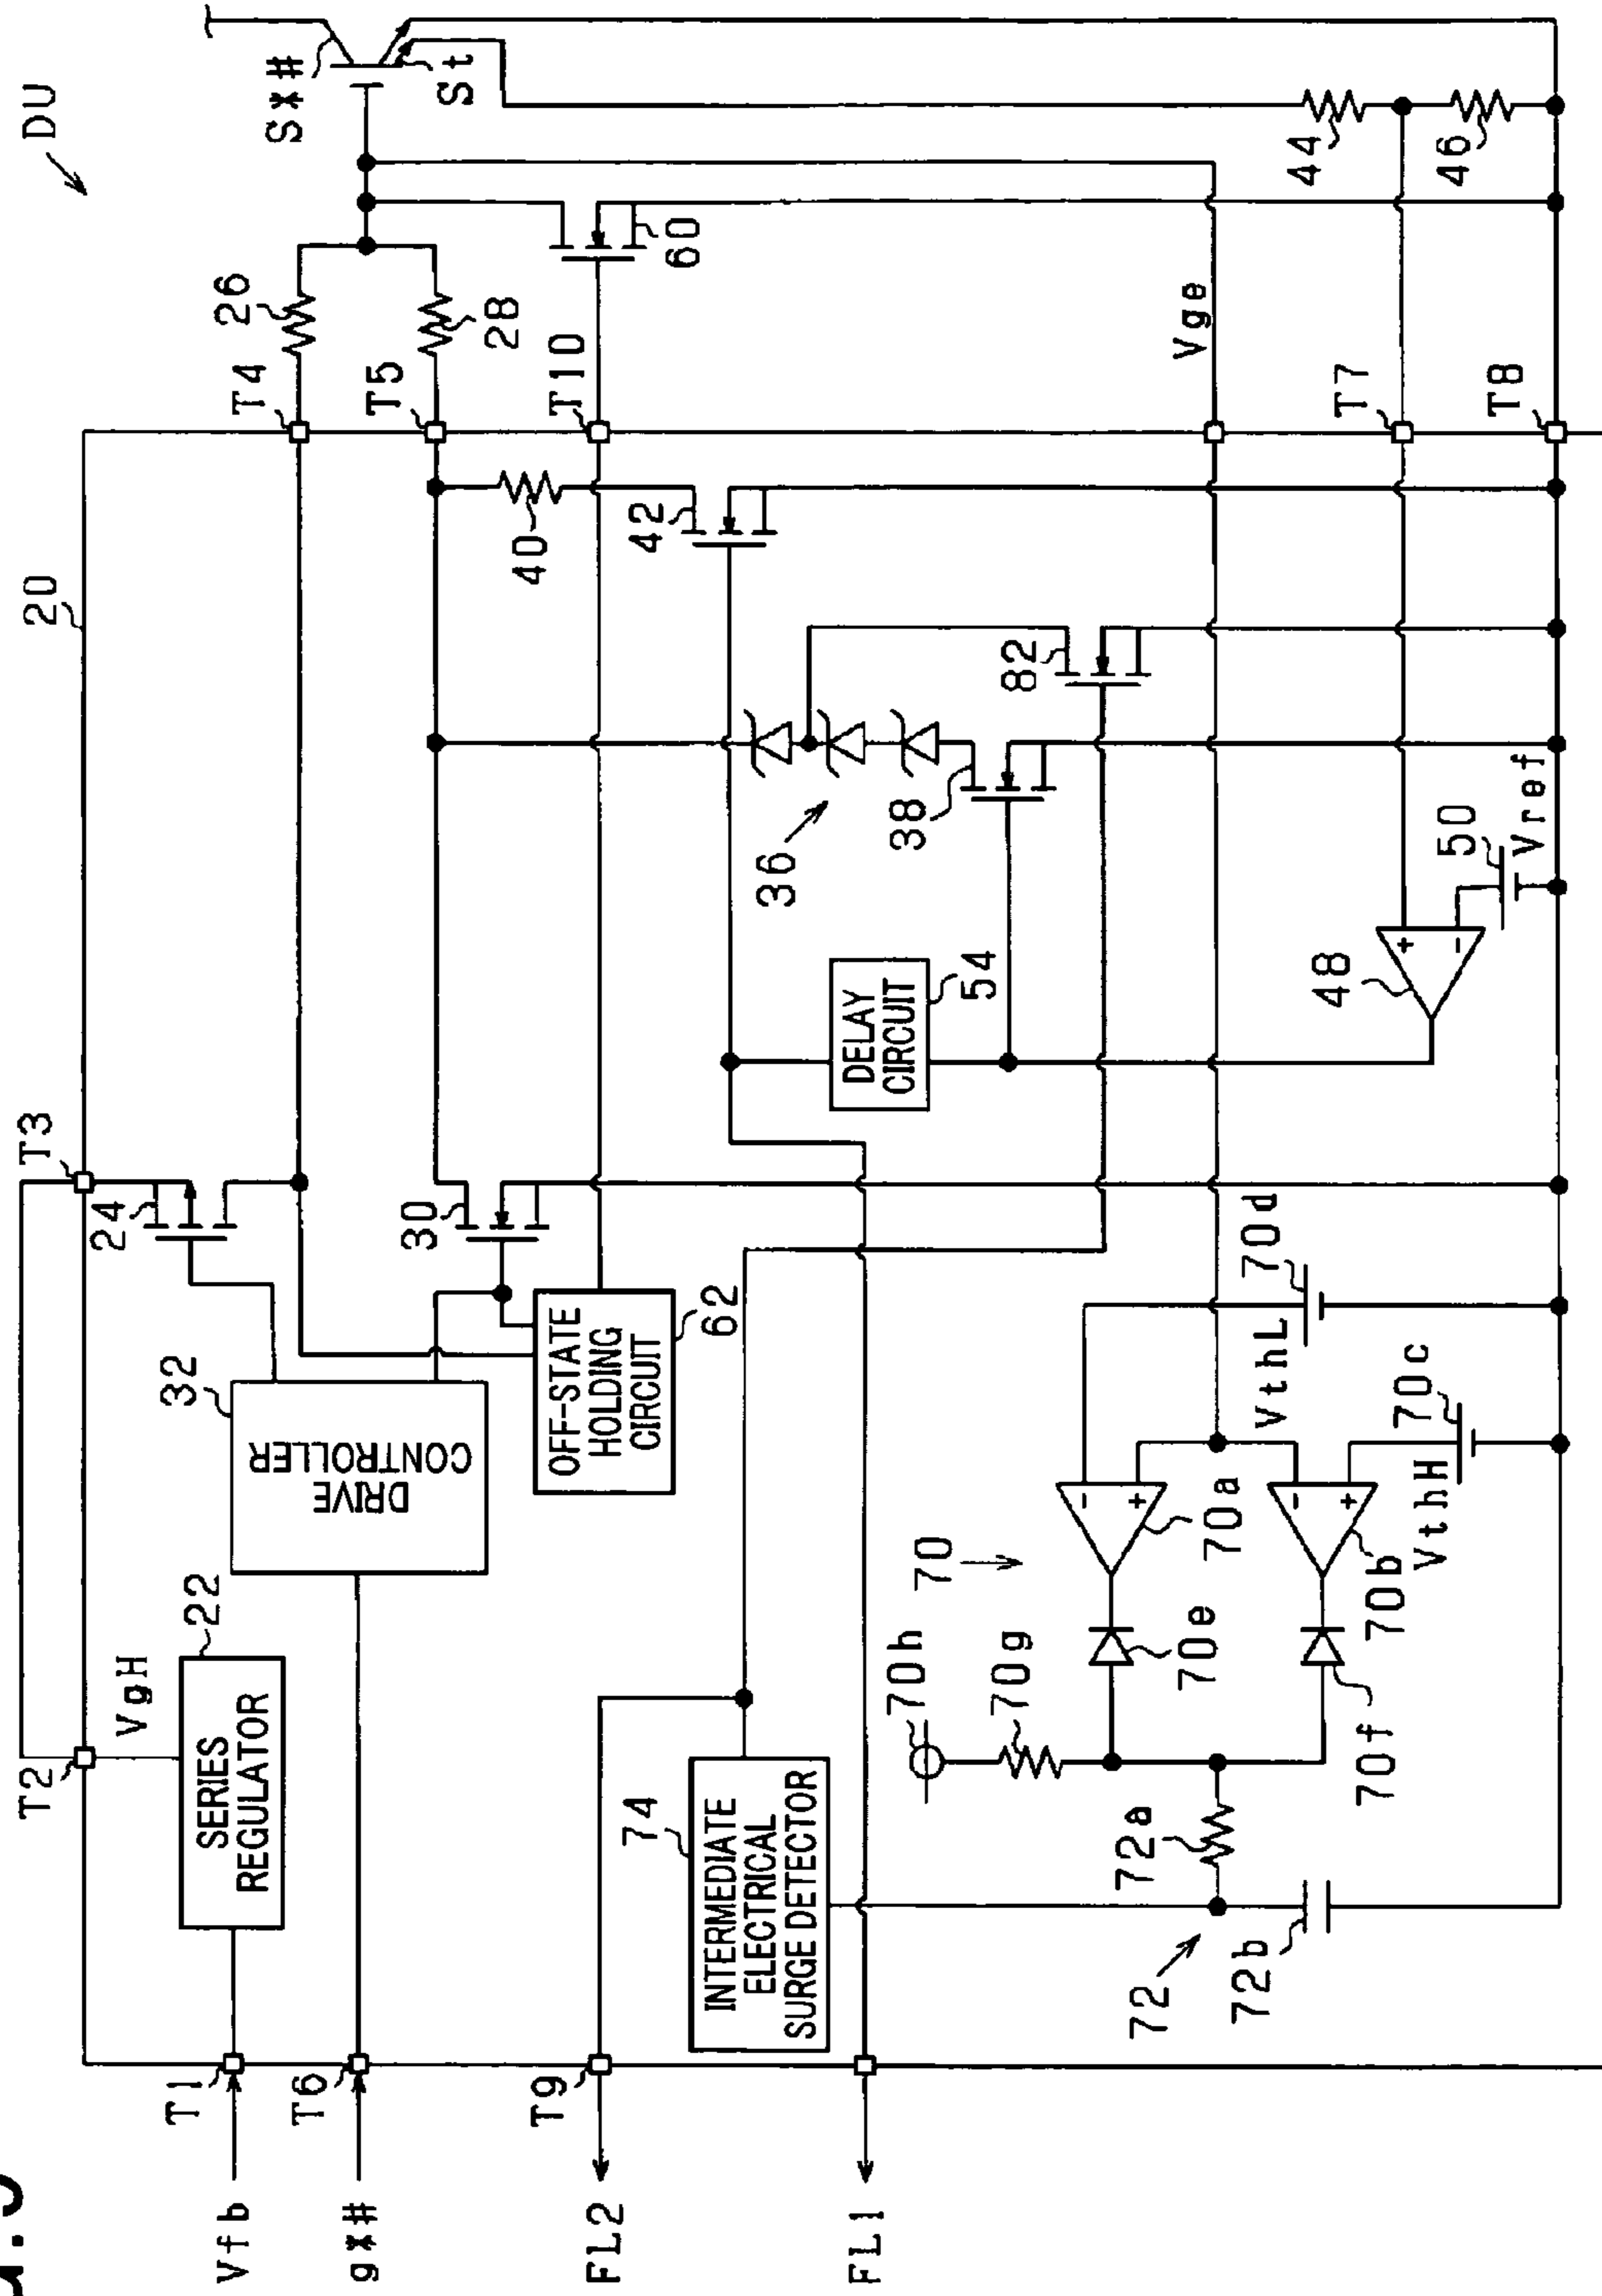 DU
20
T3
T2
VgH
22
SERIES
REGULATOR
T1
Vfb
T6
g*#
32
DRIVE
CONTROLLER
24
30
OFF-STATE
HOLDING
CIRCUIT
62
T4
26
T5
28
T10
60
S*#
St
40
42
36
38
82
DELAY
CIRCUIT
54
48
+
-
50
Vref
Vge
T7
T8
44
46
74
INTERMEDIATE
ELECTRICAL
SURGE DETECTOR
T9
FL2
FL1
70
70h
70g
70e
70f
70a
-
+
70b
-
+
VthL
70d
VthH
70c
72
72a
72b